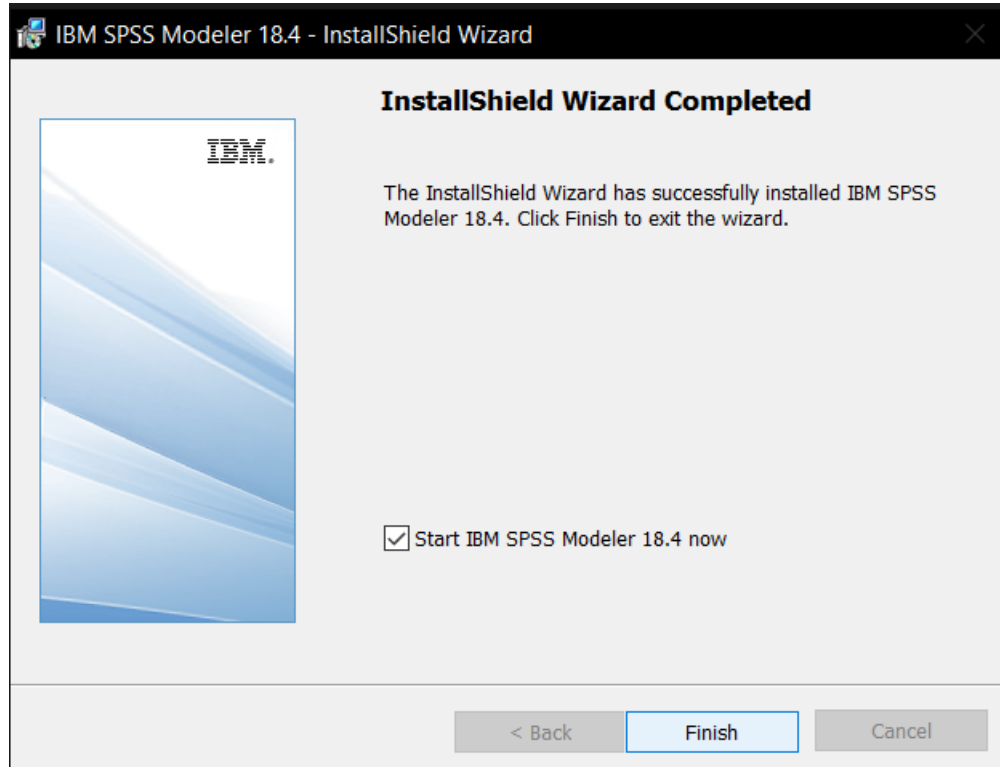 IBM SPSS Modeler 18.4 - InstallShield Wizard
InstallShield Wizard Completed
IBM.
The InstallShield Wizard has successfully installed IBM SPSS
Modeler 18.4. Click Finish to exit the wizard.
Start IBM SPSS Modeler 18.4 now
< Back
Finish
Cancel